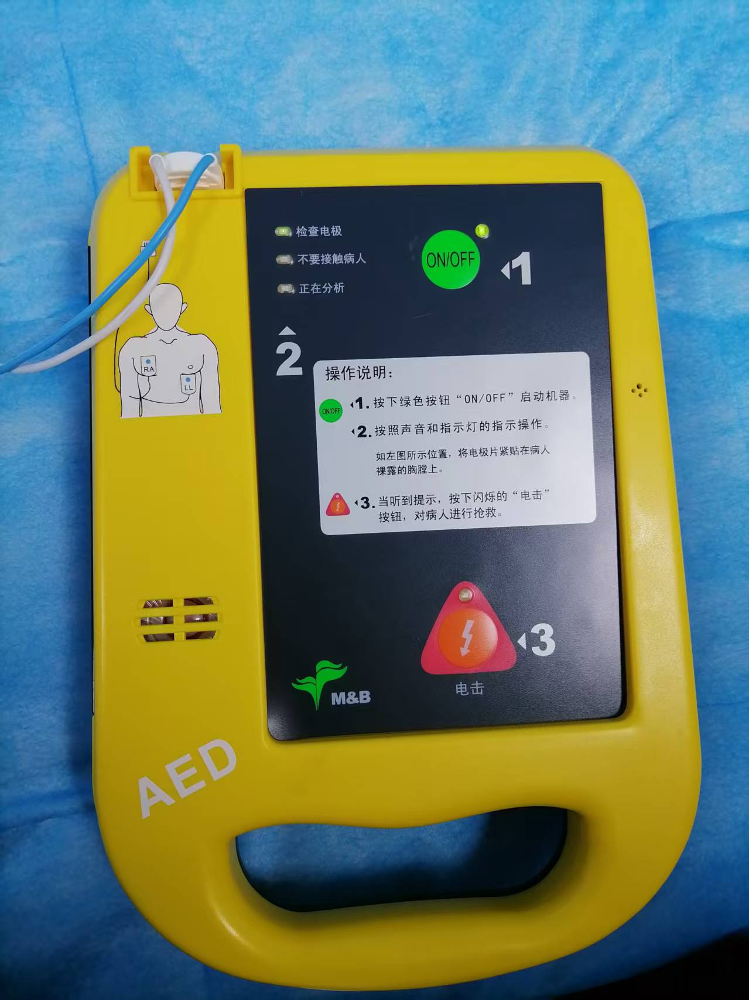 检查电极
不要接触病人
正在分析
ON/OFF
1
2
RA
LL
操作说明：
ON/OFF
1.按下绿色按钮“ON/OFF”启动机器。
2.按照声音和指示灯的指示操作。
如左图所示位置，将电极片紧贴在病人
裸露的胸膛上。
3.当听到提示，按下闪烁的“电击”
按钮，对病人进行抢救。
3
电击
M&B
AED